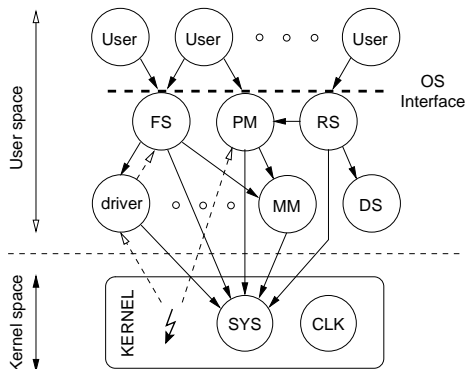 User
User
User
OS
Interface
User space
FS
PM
RS
driver
MM
DS
Kernel space
KERNEL
SYS
CLK